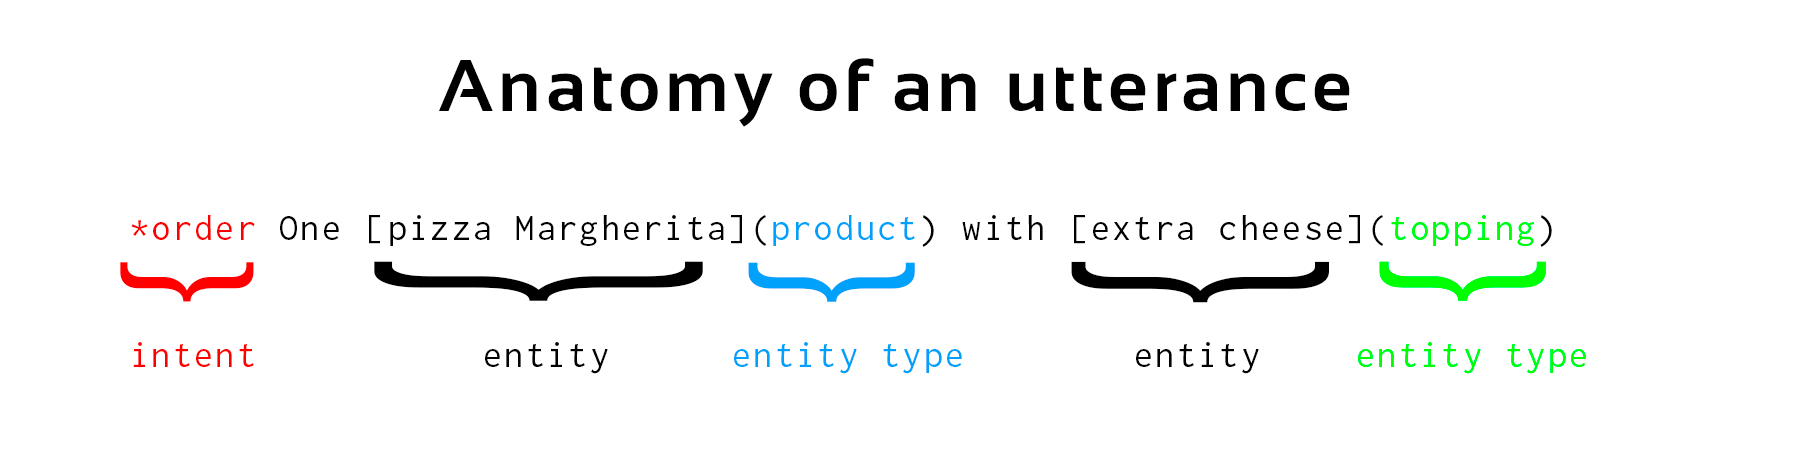 Anatomy of an utterance
*order One [pizza Margherita](product) with [extra cheese](topping)
intent entity entity type entity entity type